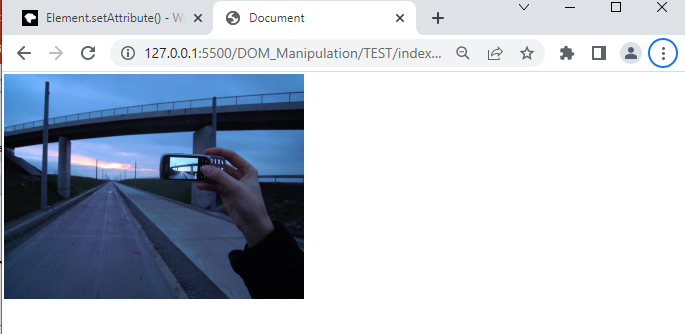 Element.setAttribute() - W
Document
127.0.0.1:5500/DOM_Manipulation/TEST/index...